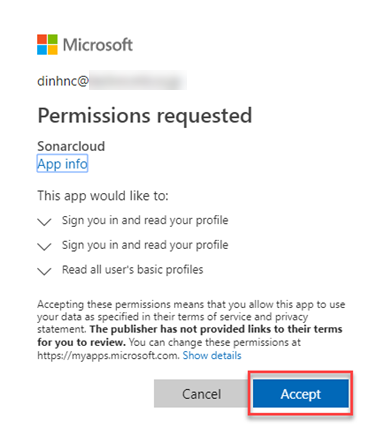 Microsoft
dinhnc@
Permissions requested
Sonarcloud
App info
This app would like to:
Sign you in and read your profile
Sign you in and read your profile
Read all user's basic profiles
Accepting these permissions means that you allow this app to use
your data as specified in their terms of service and privacy
statement. The publisher has not provided links to their terms
for you to review. You can change these permissions at
https://myapps.microsoft.com. Show details
Cancel
Accept